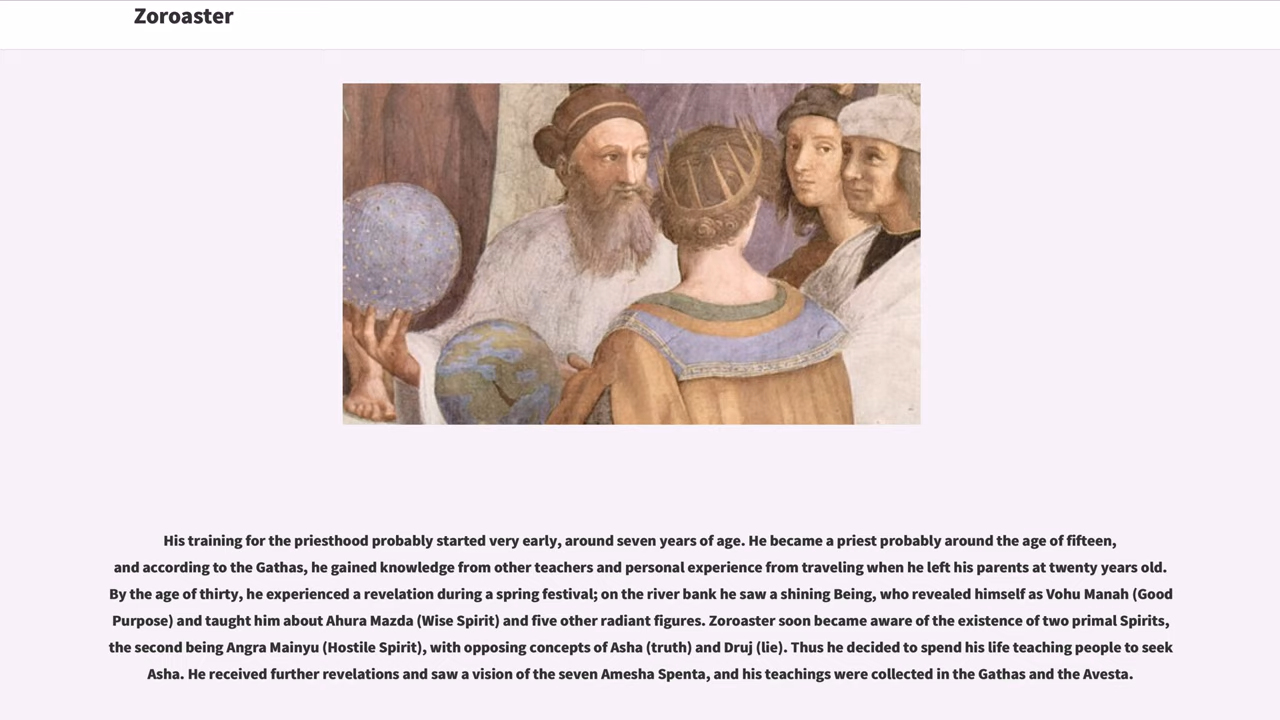 Zoroaster
His training for the priesthood probably started very early, around seven years of age. He became a priest probably around the age of fifteen,
and according to the Gathas, he gained knowledge from other teachers and personal experience from traveling when he left his parents at twenty years old.
By the age of thirty, he experienced a revelation during a spring festival; on the river bank he saw a shining Being, who revealed himself as Vohu Manah (Good
Purpose) and taught him about Ahura Mazda (Wise Spirit) and five other radiant figures. Zoroaster soon became aware of the existence of two primal Spirits,
the second being Angra Mainyu (Hostile Spirit), with opposing concepts of Asha (truth) and Druj (lie). Thus he decided to spend his life teaching people to seek
Asha. He received further revelations and saw a vision of the seven Amesha Spenta, and his teachings were collected in the Gathas and the Avesta.